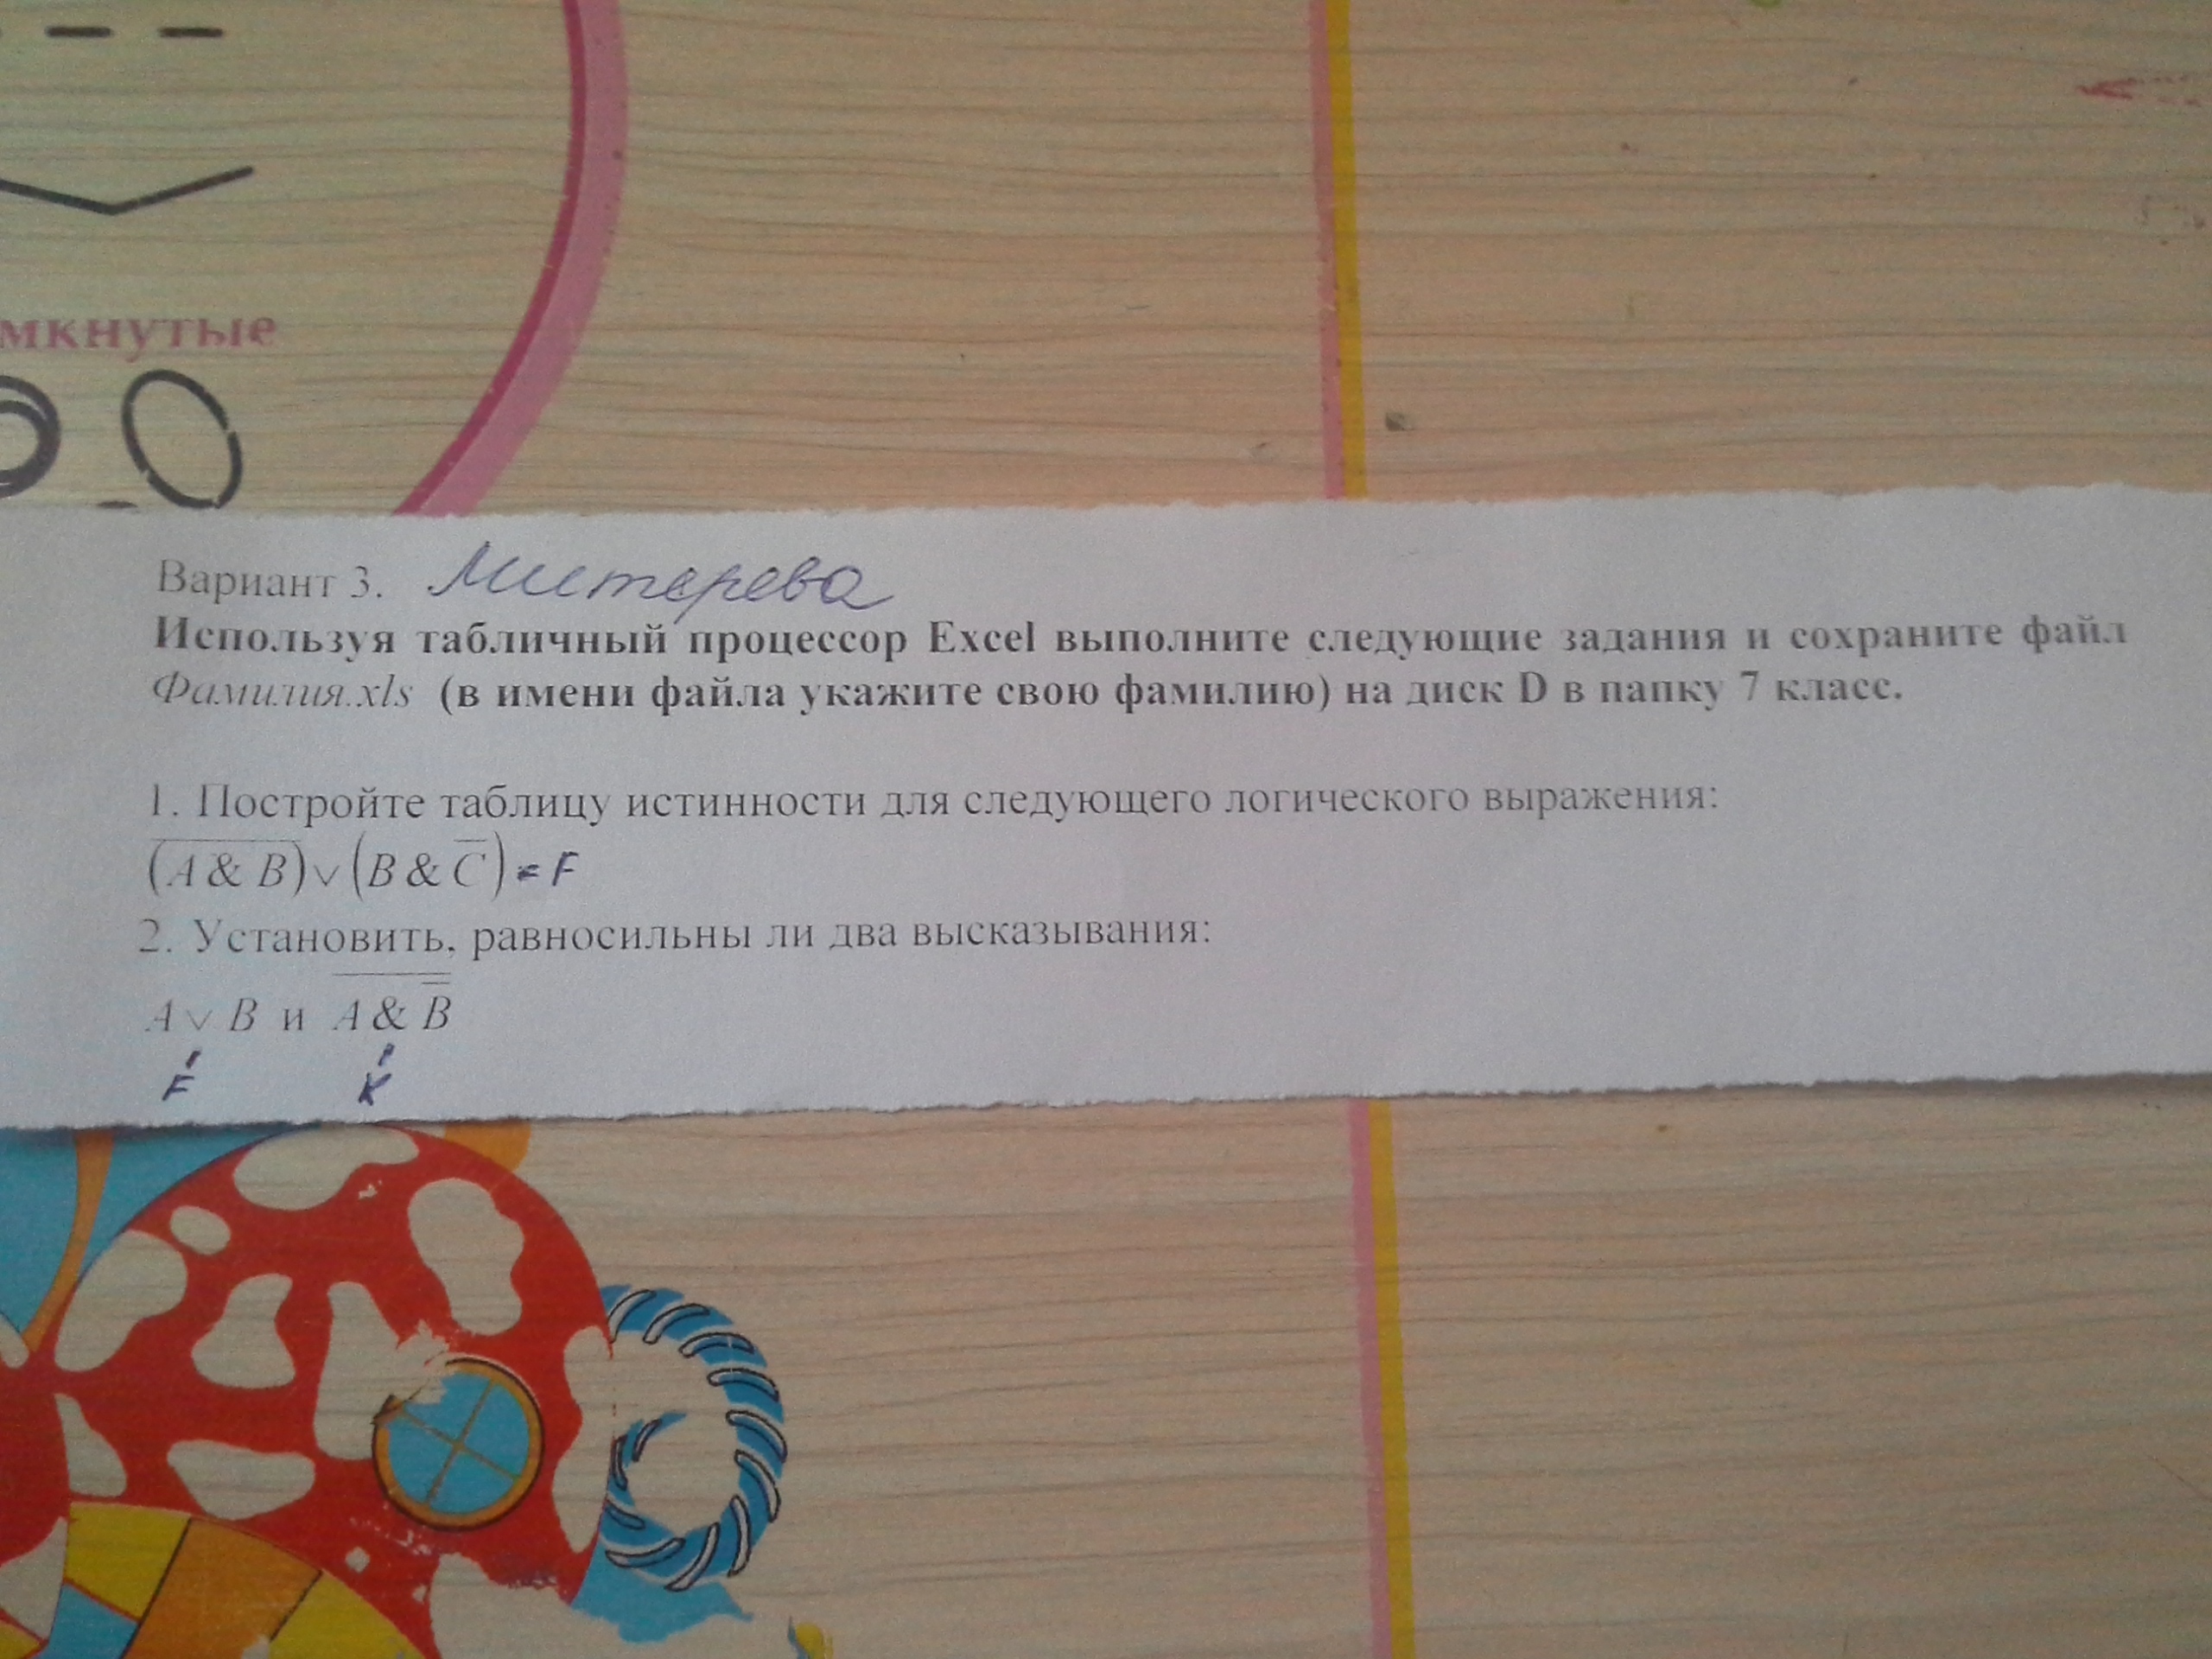 мкнутые
Вариант 3. Митерева
Используя табличный процессор Excel выполните следующие задания и сохраните файл
Фамилия.xls (в имени файла укажите свою фамилию) на диск D в папку 7 класс.
1. Постройте таблицу истинности для следующего логического выражения:
(A̅ ̅&̅ ̅B̅) ∨ (B & C̅) = F
2. Установить, равносильны ли два высказывания:
A ∨ B и A̅ ̅&̅ ̅B̿
F K